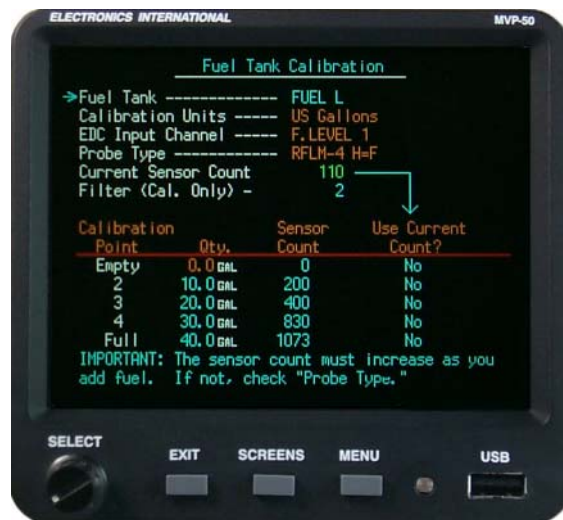 ELECTRONICS INTERNATIONAL MVP-50
Fuel Tank Calibration
Fuel Tank ------------- FUEL L
Calibration Units ----- US Gallons
EDC Input Channel ----- F.LEVEL 1
Probe Type ------------ RFLM-4 H=F
Current Sensor Count 110
Filter (Cal. Only) - 2
Calibration Sensor Use Current
Point Qty. Count Count?
Empty 0.0 GAL 0 No
2 10.0 GAL 200 No
3 20.0 GAL 400 No
4 30.0 GAL 830 No
Full 40.0 GAL 1073 No
IMPORTANT: The sensor count must increase as you
add fuel. If not, check "Probe Type."
SELECT EXIT SCREENS MENU USB